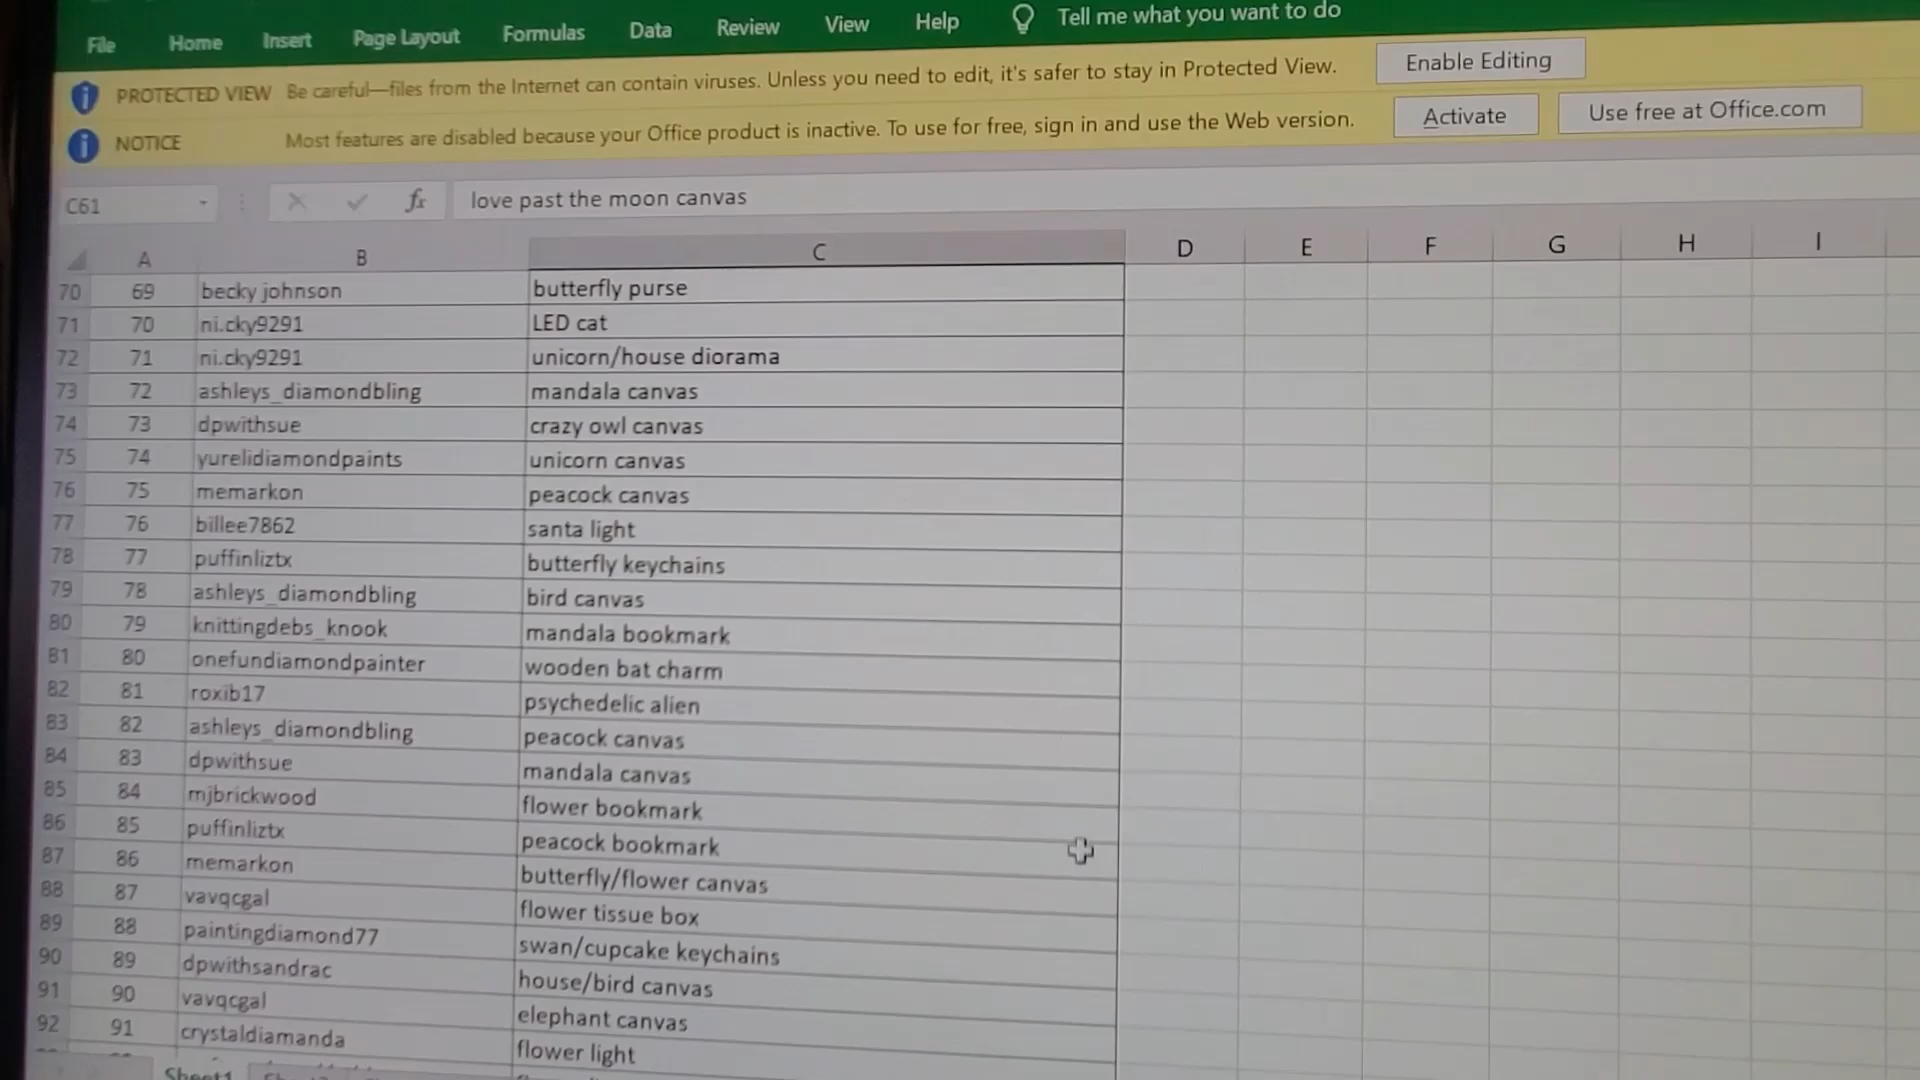 File Home Insert Page Layout Formulas Data Review View Help Tell me what you want to do
PROTECTED VIEW Be careful—files from the Internet can contain viruses. Unless you need to edit, it's safer to stay in Protected View. Enable Editing
NOTICE Most features are disabled because your Office product is inactive. To use for free, sign in and use the Web version. Activate Use free at Office.com
C61 fx love past the moon canvas
A B C D E F G H I
70 69 becky johnson butterfly purse
71 70 ni.cky9291 LED cat
72 71 ni.cky9291 unicorn/house diorama
73 72 ashleys_diamondbling mandala canvas
74 73 dpwithsue crazy owl canvas
75 74 yurelidiamondpaints unicorn canvas
76 75 memarkon peacock canvas
77 76 billee7862 santa light
78 77 puffinliztx butterfly keychains
79 78 ashleys_diamondbling bird canvas
80 79 knittingdebs_knook mandala bookmark
81 80 onefundiamondpainter wooden bat charm
82 81 roxib17 psychedelic alien
83 82 ashleys_diamondbling peacock canvas
84 83 dpwithsue mandala canvas
85 84 mjbrickwood flower bookmark
86 85 puffinliztx peacock bookmark
87 86 memarkon butterfly/flower canvas
88 87 vavqcgal flower tissue box
89 88 paintingdiamond77 swan/cupcake keychains
90 89 dpwithsandrac house/bird canvas
91 90 vavqcgal elephant canvas
92 91 crystaldiamanda flower light
Sheet1